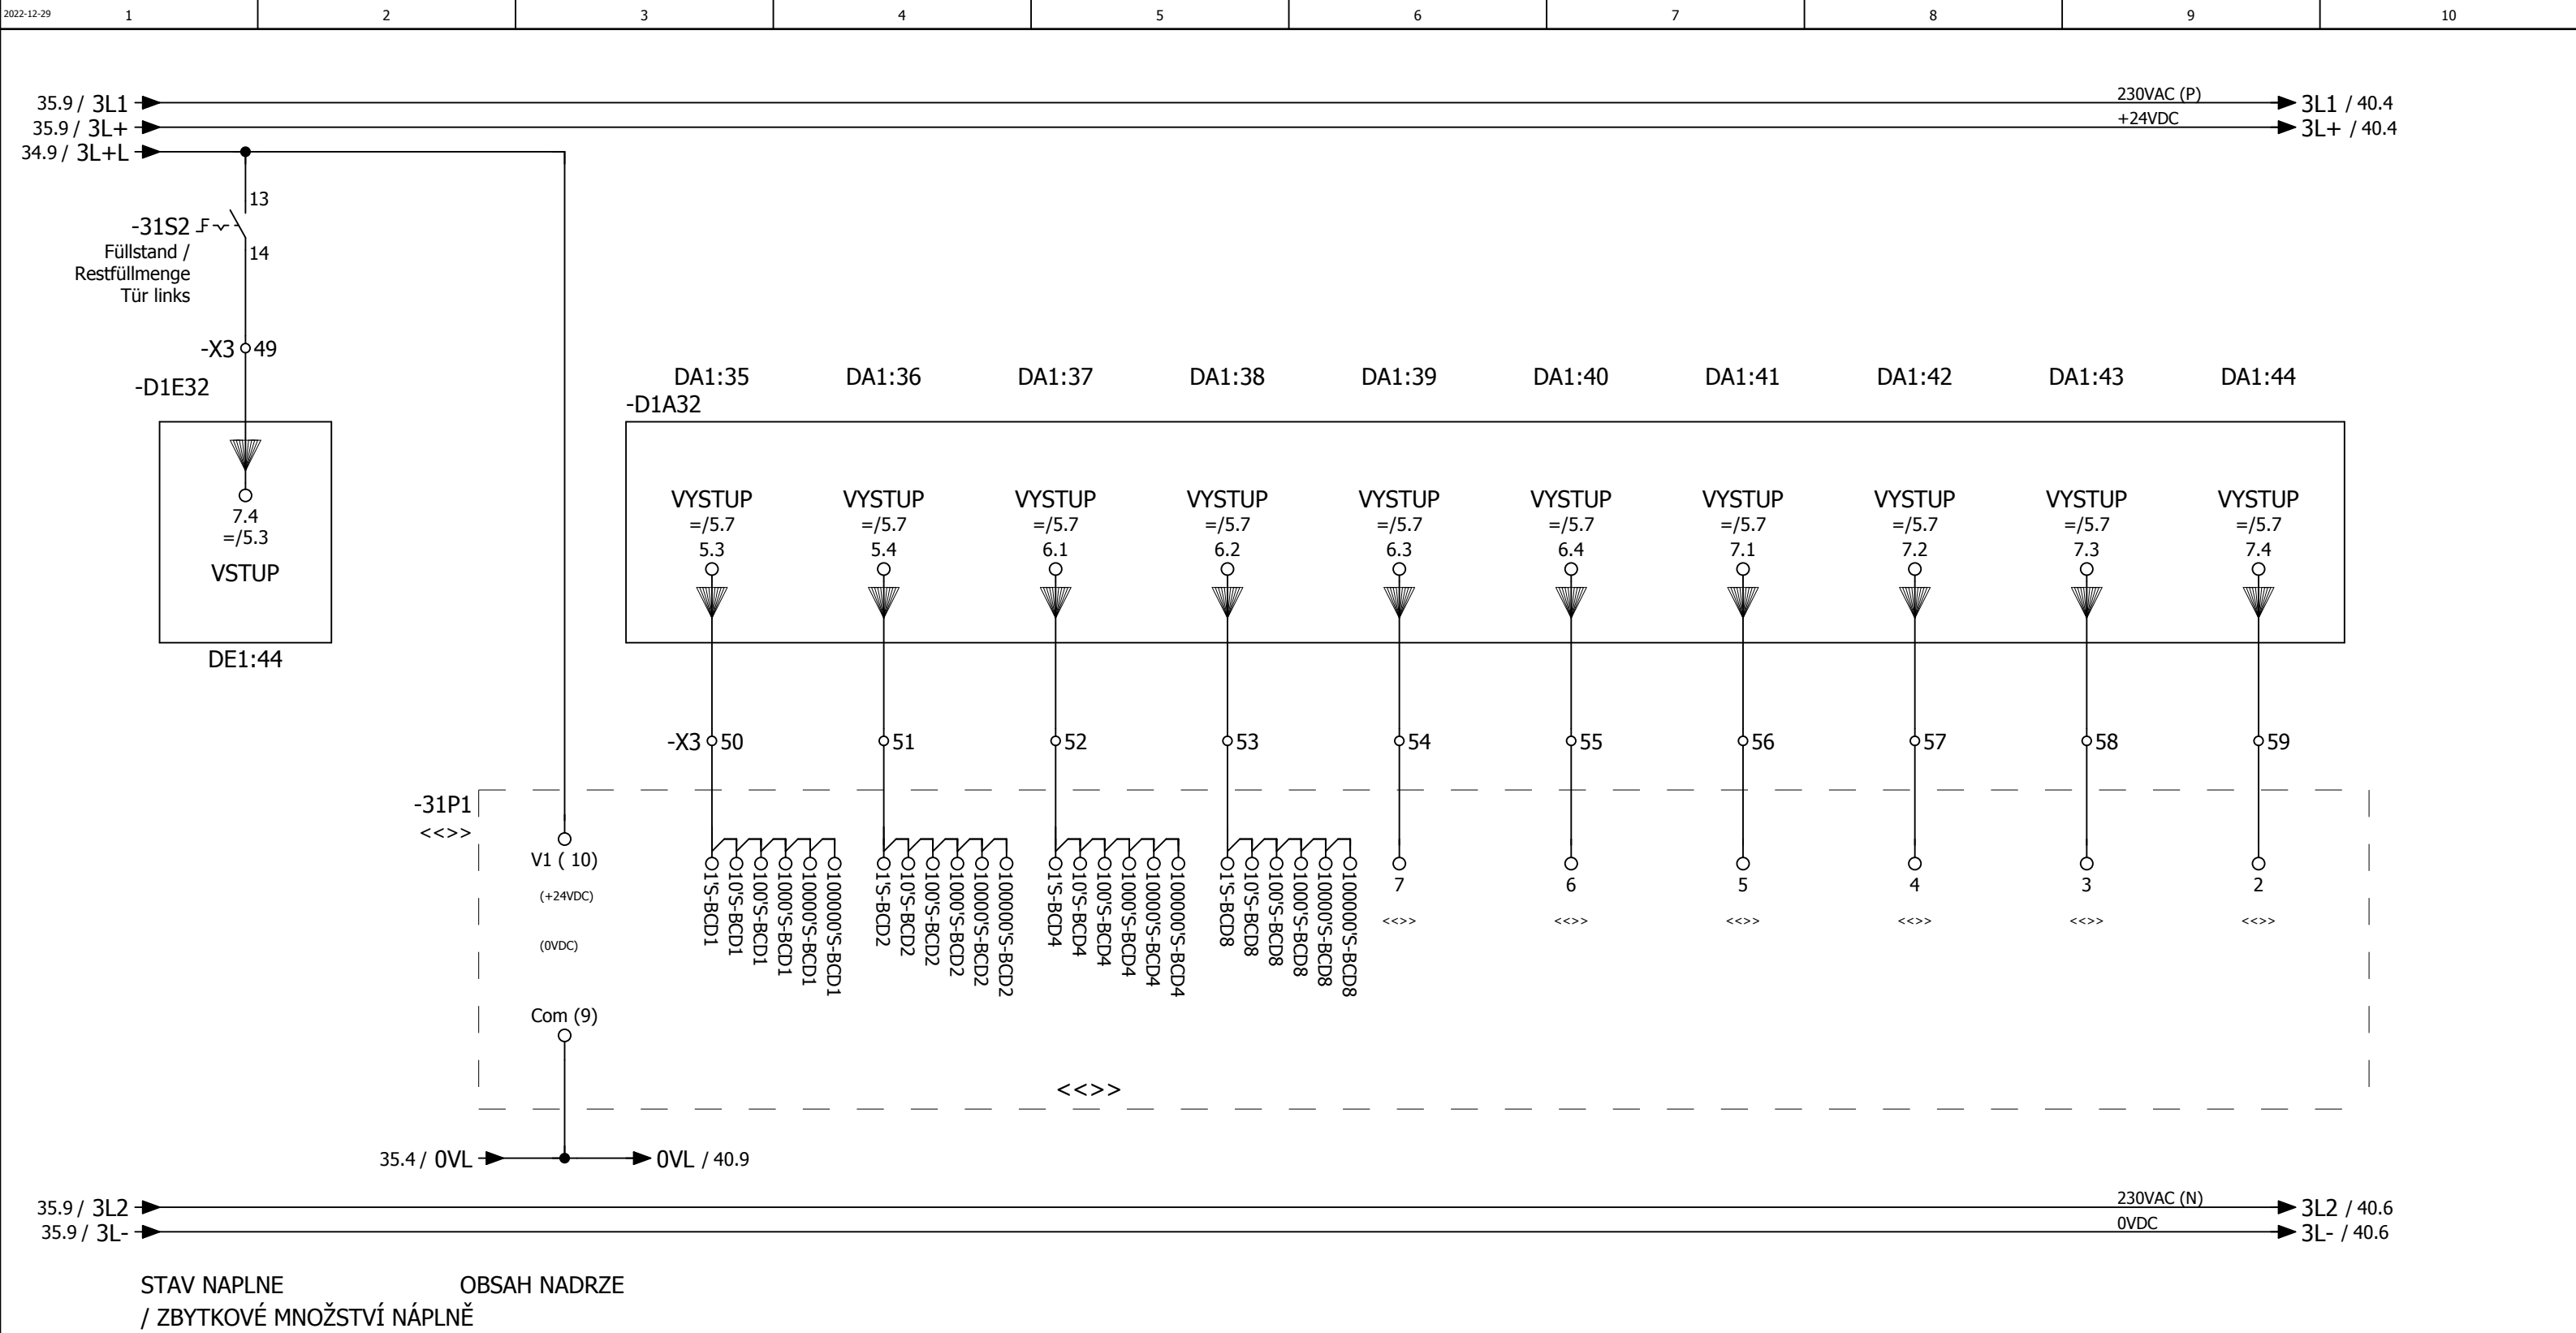 2022-12-29
1 2 3 4 5 6 7 8 9 10
35.9 / 3L1 230VAC (P) 3L1 / 40.4
35.9 / 3L+ +24VDC 3L+ / 40.4
34.9 / 3L+L
13
-31S2
14
Füllstand /
Restfüllmenge
Tür links
-X3 49
-D1E32
7.4
=/5.3
VSTUP
DE1:44
DA1:35 DA1:36 DA1:37 DA1:38 DA1:39 DA1:40 DA1:41 DA1:42 DA1:43 DA1:44
-D1A32
VYSTUP VYSTUP VYSTUP VYSTUP VYSTUP VYSTUP VYSTUP VYSTUP VYSTUP VYSTUP
=/5.7 =/5.7 =/5.7 =/5.7 =/5.7 =/5.7 =/5.7 =/5.7 =/5.7 =/5.7
5.3 5.4 6.1 6.2 6.3 6.4 7.1 7.2 7.3 7.4
-X3 50 51 52 53 54 55 56 57 58 59
-31P1
<<>>
V1 ( 10)
(+24VDC)
(0VDC)
Com (9)
1'S-BCD1
10'S-BCD1
100'S-BCD1
1000'S-BCD1
10000'S-BCD1
100000'S-BCD1
1'S-BCD2
10'S-BCD2
100'S-BCD2
1000'S-BCD2
10000'S-BCD2
100000'S-BCD2
1'S-BCD4
10'S-BCD4
100'S-BCD4
1000'S-BCD4
10000'S-BCD4
100000'S-BCD4
1'S-BCD8
10'S-BCD8
100'S-BCD8
1000'S-BCD8
10000'S-BCD8
100000'S-BCD8
7 6 5 4 3 2
<<>> <<>> <<>> <<>> <<>> <<>>
<<>>
35.4 / 0VL 0VL / 40.9
35.9 / 3L2 230VAC (N) 3L2 / 40.6
35.9 / 3L- 0VDC 3L- / 40.6
STAV NAPLNE OBSAH NADRZE
/ ZBYTKOVÉ MNOŽSTVÍ NÁPLNĚ